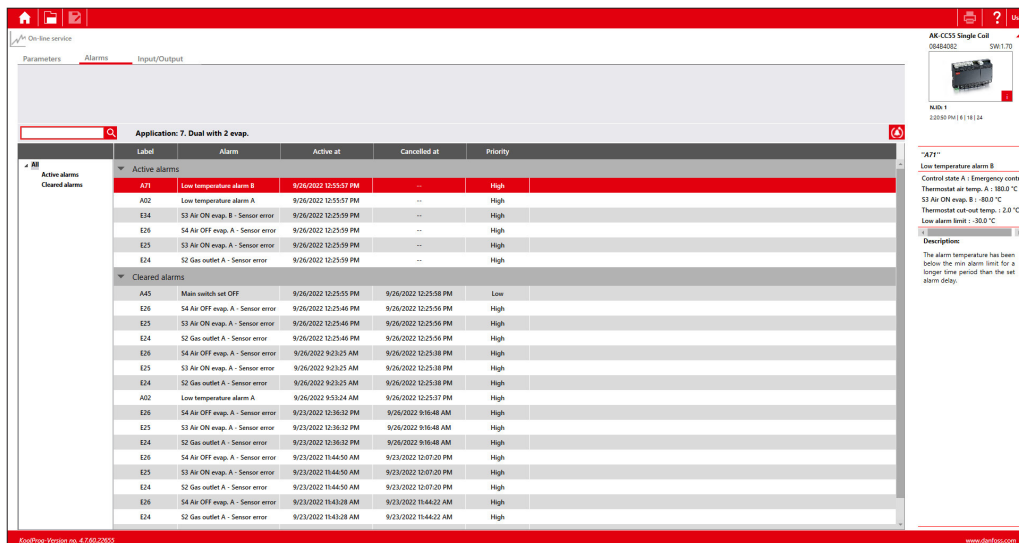 ? Us
On-line service
Parameters Alarms Input/Output
AK-CC55 Single Coil
084B4082 SW:1.70
N.ID: 1
2:20:50 PM | 6 | 18 | 24
Application: 7. Dual with 2 evap.
All
Active alarms
Cleared alarms
Label Alarm Active at Cancelled at Priority
Active alarms
A71 Low temperature alarm B 9/26/2022 12:55:57 PM -- High
A02 Low temperature alarm A 9/26/2022 12:55:57 PM -- High
E34 S3 Air ON evap. B - Sensor error 9/26/2022 12:25:59 PM -- High
E26 S4 Air OFF evap. A - Sensor error 9/26/2022 12:25:59 PM -- High
E25 S3 Air ON evap. A - Sensor error 9/26/2022 12:25:59 PM -- High
E24 S2 Gas outlet A - Sensor error 9/26/2022 12:25:59 PM -- High
Cleared alarms
A45 Main switch set OFF 9/26/2022 12:25:55 PM 9/26/2022 12:25:58 PM Low
E26 S4 Air OFF evap. A - Sensor error 9/26/2022 12:25:46 PM 9/26/2022 12:25:56 PM High
E25 S3 Air ON evap. A - Sensor error 9/26/2022 12:25:46 PM 9/26/2022 12:25:56 PM High
E24 S2 Gas outlet A - Sensor error 9/26/2022 12:25:46 PM 9/26/2022 12:25:56 PM High
E26 S4 Air OFF evap. A - Sensor error 9/26/2022 9:23:25 AM 9/26/2022 12:25:38 PM High
E25 S3 Air ON evap. A - Sensor error 9/26/2022 9:23:25 AM 9/26/2022 12:25:38 PM High
E24 S2 Gas outlet A - Sensor error 9/26/2022 9:23:25 AM 9/26/2022 12:25:38 PM High
A02 Low temperature alarm A 9/26/2022 9:53:24 AM 9/26/2022 12:25:37 PM High
E26 S4 Air OFF evap. A - Sensor error 9/23/2022 12:36:32 PM 9/26/2022 9:16:48 AM High
E25 S3 Air ON evap. A - Sensor error 9/23/2022 12:36:32 PM 9/26/2022 9:16:48 AM High
E24 S2 Gas outlet A - Sensor error 9/23/2022 12:36:32 PM 9/26/2022 9:16:48 AM High
E26 S4 Air OFF evap. A - Sensor error 9/23/2022 11:44:50 AM 9/23/2022 12:07:20 PM High
E25 S3 Air ON evap. A - Sensor error 9/23/2022 11:44:50 AM 9/23/2022 12:07:20 PM High
E24 S2 Gas outlet A - Sensor error 9/23/2022 11:44:50 AM 9/23/2022 12:07:20 PM High
E26 S4 Air OFF evap. A - Sensor error 9/23/2022 11:43:28 AM 9/23/2022 11:44:22 AM High
E24 S2 Gas outlet A - Sensor error 9/23/2022 11:43:28 AM 9/23/2022 11:44:22 AM High
"A71"
Low temperature alarm B
Control state A : Emergency contr
Thermostat air temp. A : 180.0 °C
S3 Air ON evap. B : -80.0 °C
Thermostat cut-out temp. : 2.0 °C
Low alarm limit : -30.0 °C
Description:
The alarm temperature has been
below the min alarm limit for a
longer time period than the set
alarm delay.
KoolProg-Version no. 4.7.60.22655
www.danfoss.com